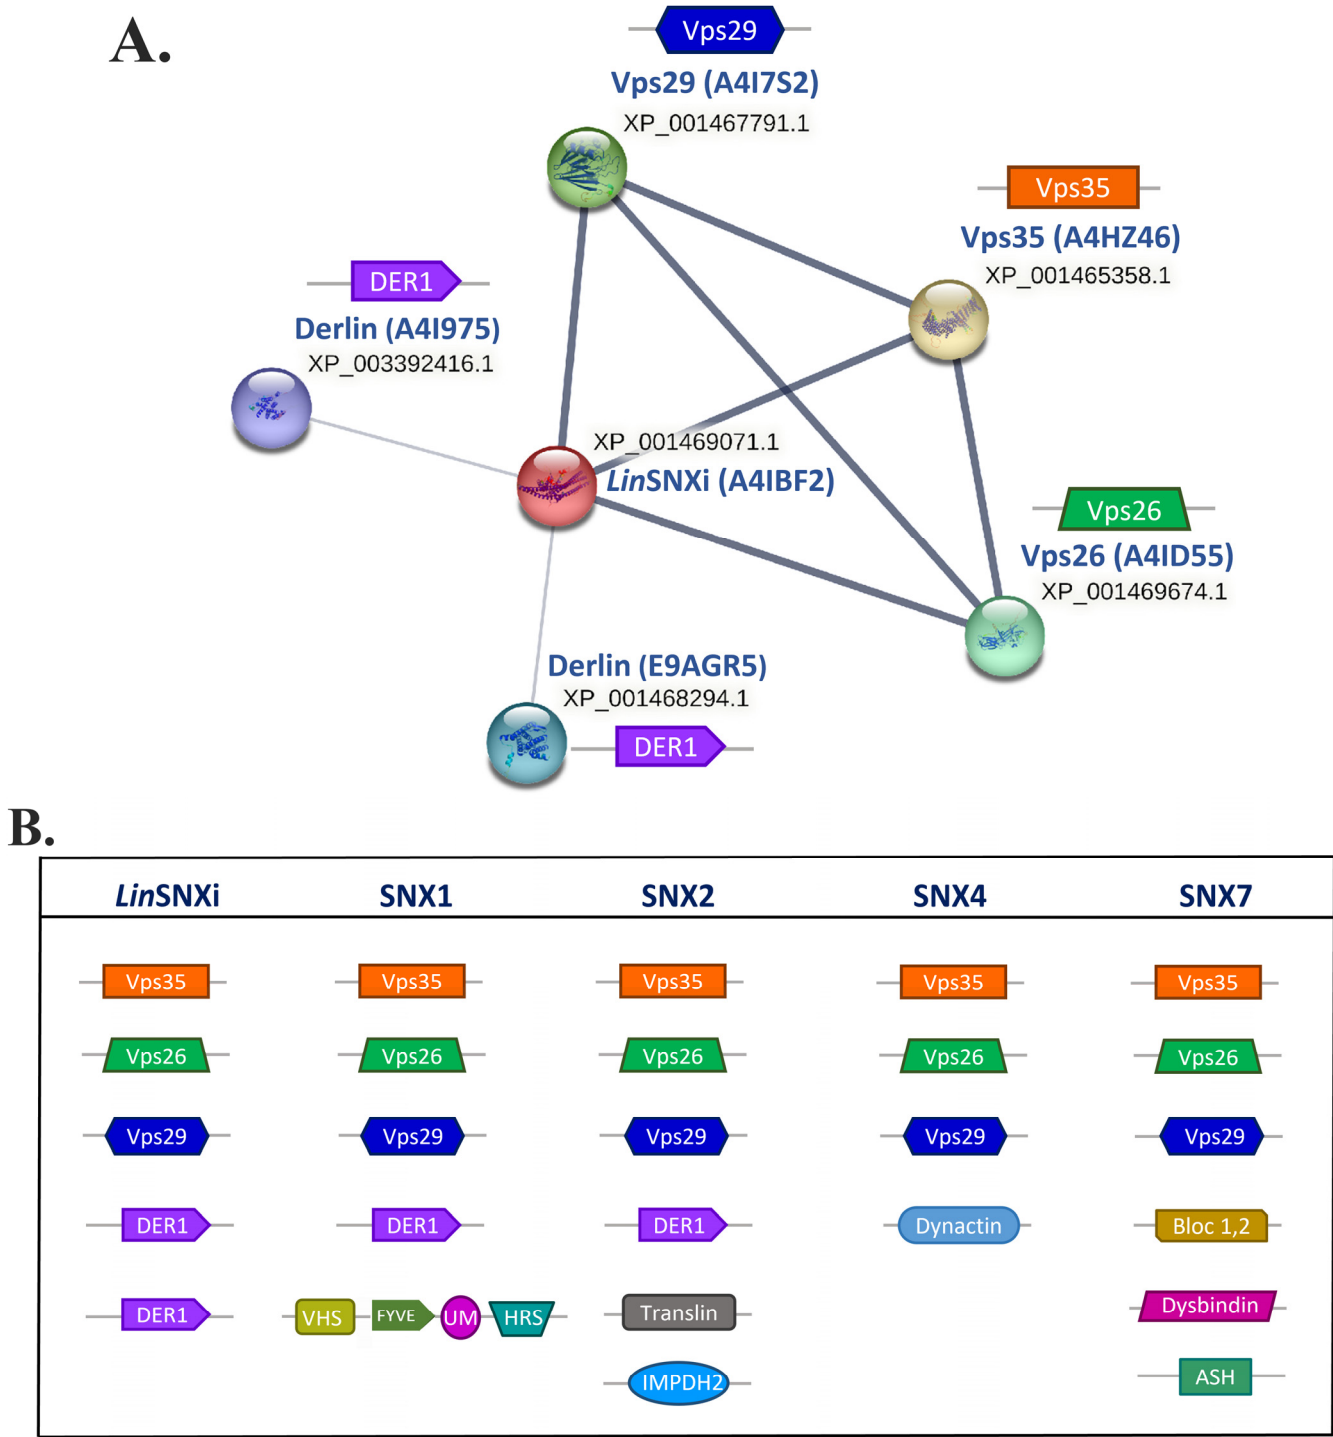 A.
Vps29
Vps29 (A4I7S2)
XP_001467791.1
Vps35
Vps35 (A4HZ46)
XP_001465358.1
DER1
Derlin (A4I975)
XP_003392416.1
XP_001469071.1
LinSNXi (A4IBF2)
Vps26
Vps26 (A4ID55)
XP_001469674.1
Derlin (E9AGR5)
XP_001468294.1
DER1
B.
LinSNXi SNX1 SNX2 SNX4 SNX7
Vps35 Vps35 Vps35 Vps35 Vps35
Vps26 Vps26 Vps26 Vps26 Vps26
Vps29 Vps29 Vps29 Vps29 Vps29
DER1 DER1 DER1 Dynactin Bloc 1,2
DER1 VHS FYVE UM HRS Translin Dysbindin
IMPDH2 ASH